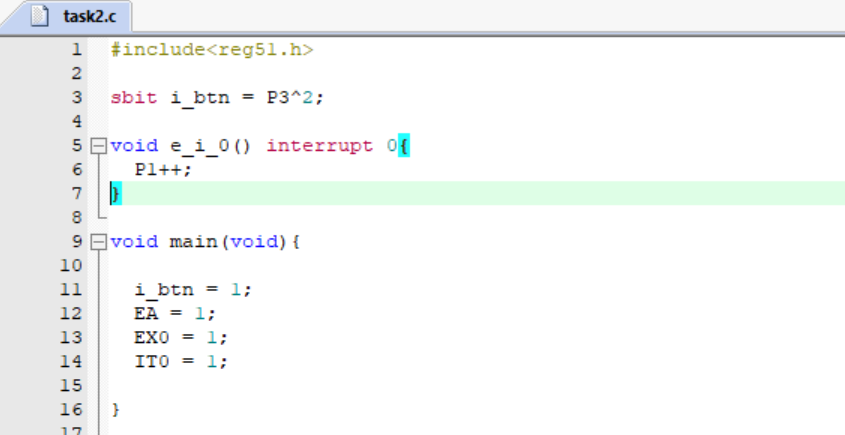 task2.c
1 #include<reg51.h>
2
3 sbit i_btn = P3^2;
4
5 void e_i_0() interrupt 0{
6 P1++;
7 }
8
9 void main(void){
10
11 i_btn = 1;
12 EA = 1;
13 EX0 = 1;
14 IT0 = 1;
15
16 }
17